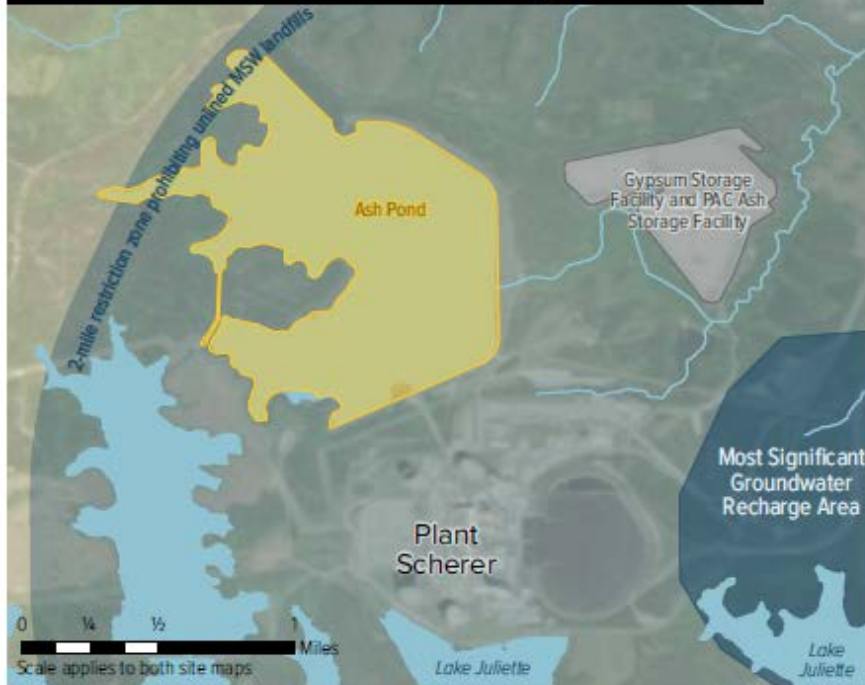 2-mile restriction zone prohibiting unlined MSW landfills
Ash Pond
Gypsum Storage
Facility and PAC Ash
Storage Facility
Most Significant
Groundwater
Recharge Area
Plant
Scherer
0 ¼ ½ 1
Miles
Scale applies to both site maps
Lake Juliette
Lake
Juliette